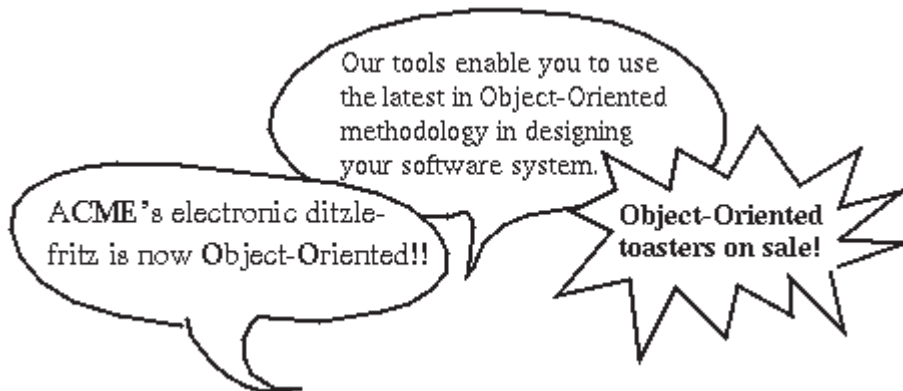 Our tools enable you to use
the latest in Object-Oriented
methodology in designing
your software system.
ACME's electronic ditzle-
fritz is now Object-Oriented!!
Object-Oriented
toasters on sale!